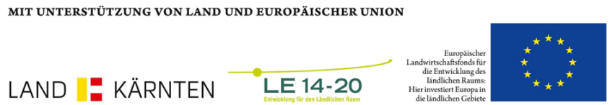 MIT UNTERSTÜTZUNG VON LAND UND EUROPÄISCHER UNION
LAND KÄRNTEN
LE 14-20
Entwicklung für den Ländlichen Raum
Europäischer
Landwirtschaftsfonds für
die Entwicklung des
ländlichen Raums:
Hier investiert Europa in
die ländlichen Gebiete